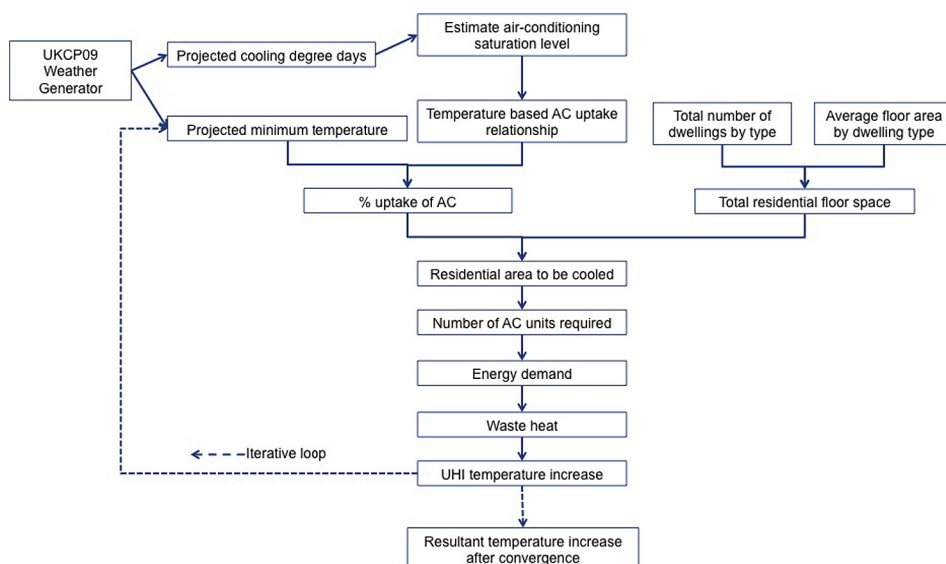 Estimate air-conditioning
saturation level
UKCP09
Weather
Generator
Projected cooling degree days
Projected minimum temperature
Temperature based AC uptake
relationship
Total number of
dwellings by type
Average floor area
by dwelling type
% uptake of AC
Total residential floor space
Residential area to be cooled
Number of AC units required
Energy demand
Waste heat
Iterative loop
UHI temperature increase
Resultant temperature increase
after convergence